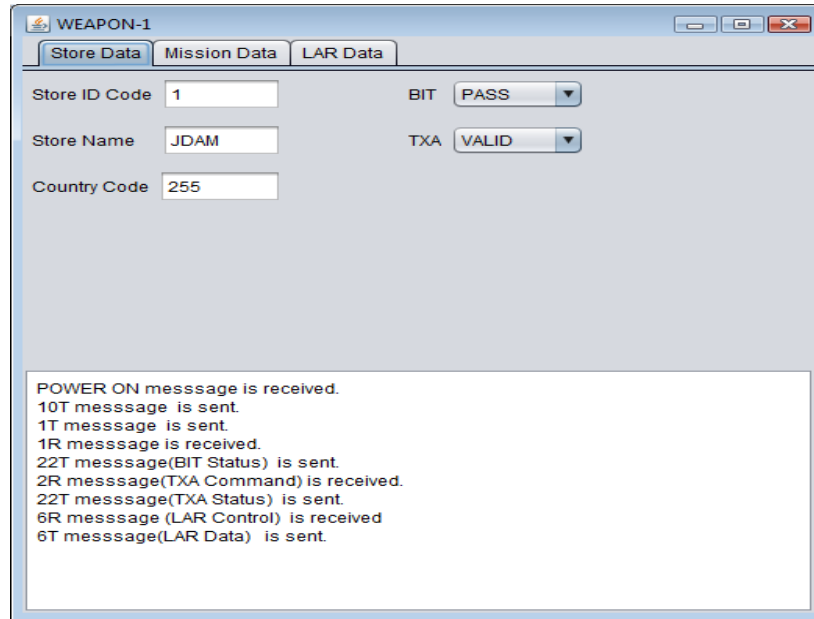 WEAPON-1
Store Data Mission Data LAR Data
Store ID Code 1 BIT PASS
Store Name JDAM TXA VALID
Country Code 255
POWER ON messsage is received.
10T messsage is sent.
1T messsage is sent.
1R messsage is received.
22T messsage(BIT Status) is sent.
2R messsage(TXA Command) is received.
22T messsage(TXA Status) is sent.
6R messsage (LAR Control) is received
6T messsage(LAR Data) is sent.